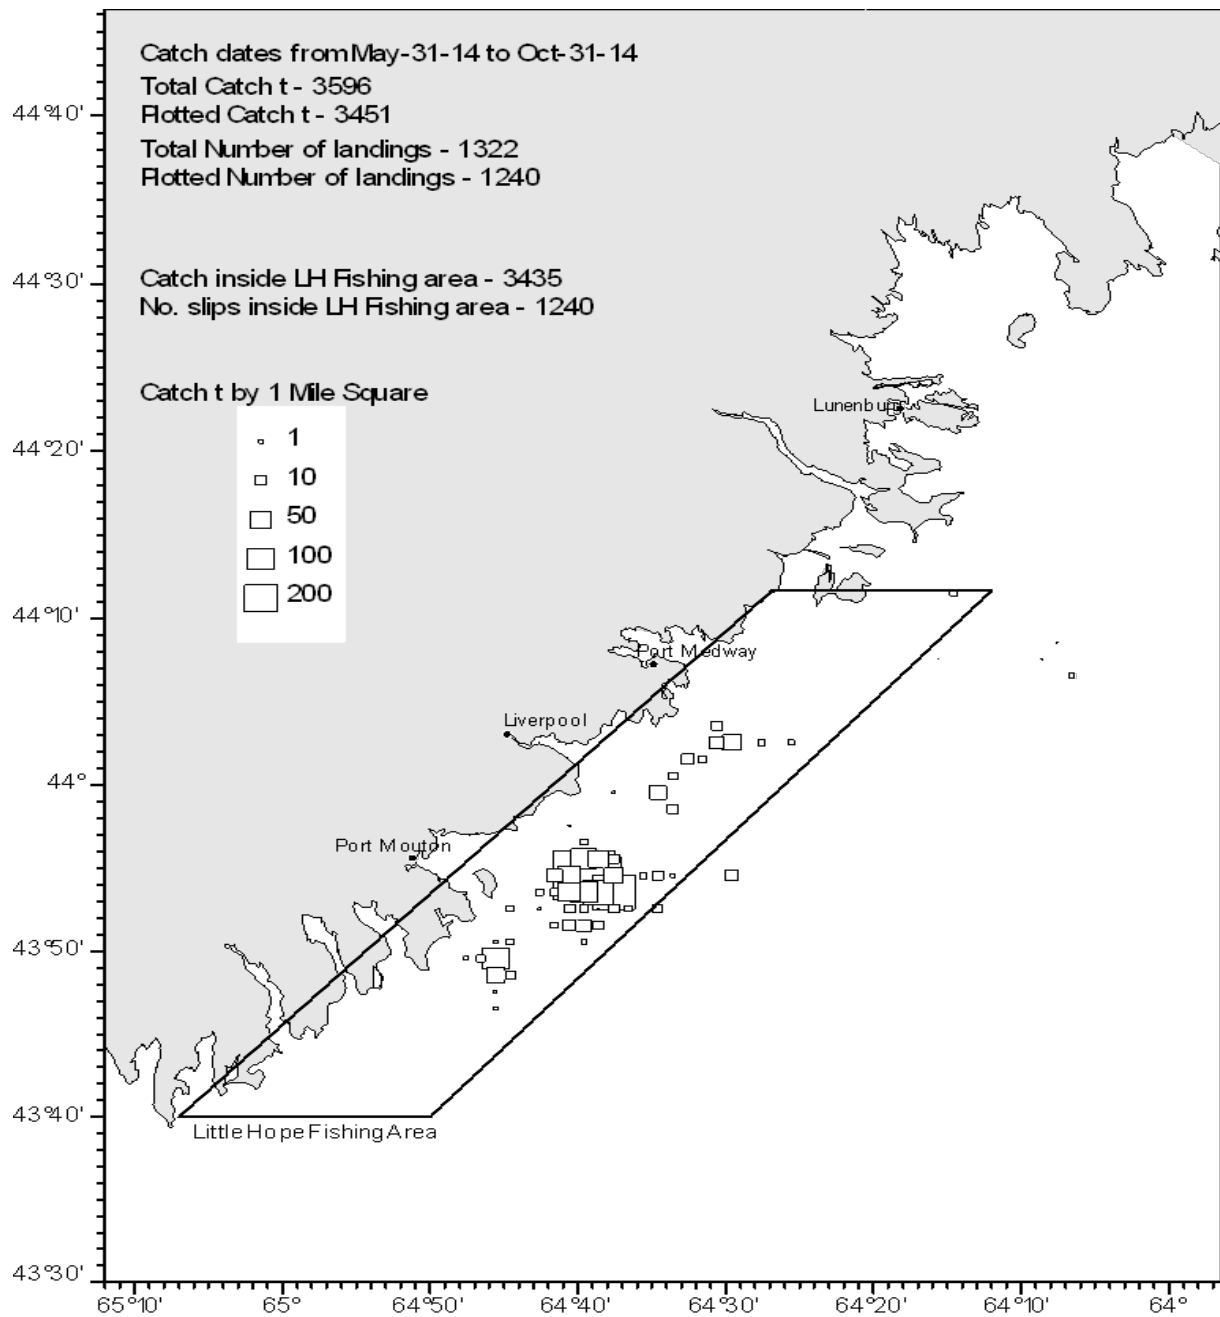 Catch dates from May-31-14 to Oct-31-14
Total Catch t - 3596
Plotted Catch t - 3451
Total Number of landings - 1322
Plotted Number of landings - 1240
Catch inside LH Fishing area - 3435
No. slips inside LH Fishing area - 1240
Catch t by 1 Mile Square
1
10
50
100
200
44°40'
44°30'
44°20'
44°10'
44°
43°50'
43°40'
43°30'
Lunenburg
Port Medway
Liverpool
Port Mouton
Little Hope Fishing Area
65°10'
65°
64°50'
64°40'
64°30'
64°20'
64°10'
64°